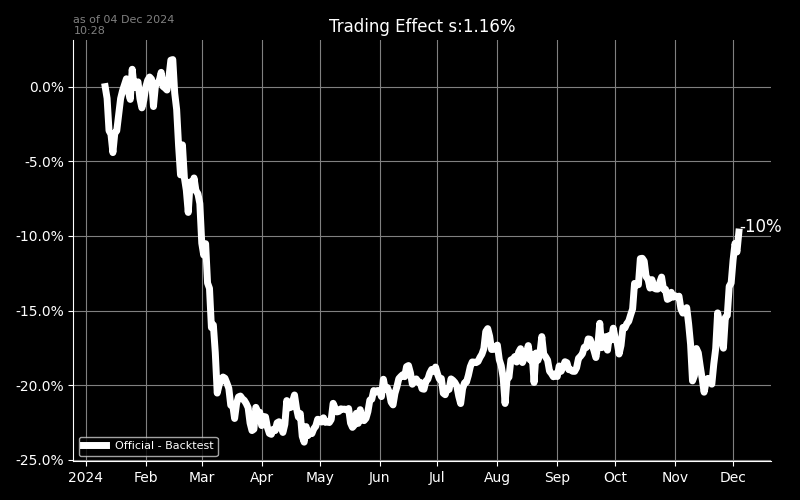 as of 04 Dec 2024
10:28
Trading Effect s:1.16%
0.0%
-5.0%
-10.0%
-10%
-15.0%
-20.0%
-25.0%
Official - Backtest
2024 Feb Mar Apr May Jun Jul Aug Sep Oct Nov Dec